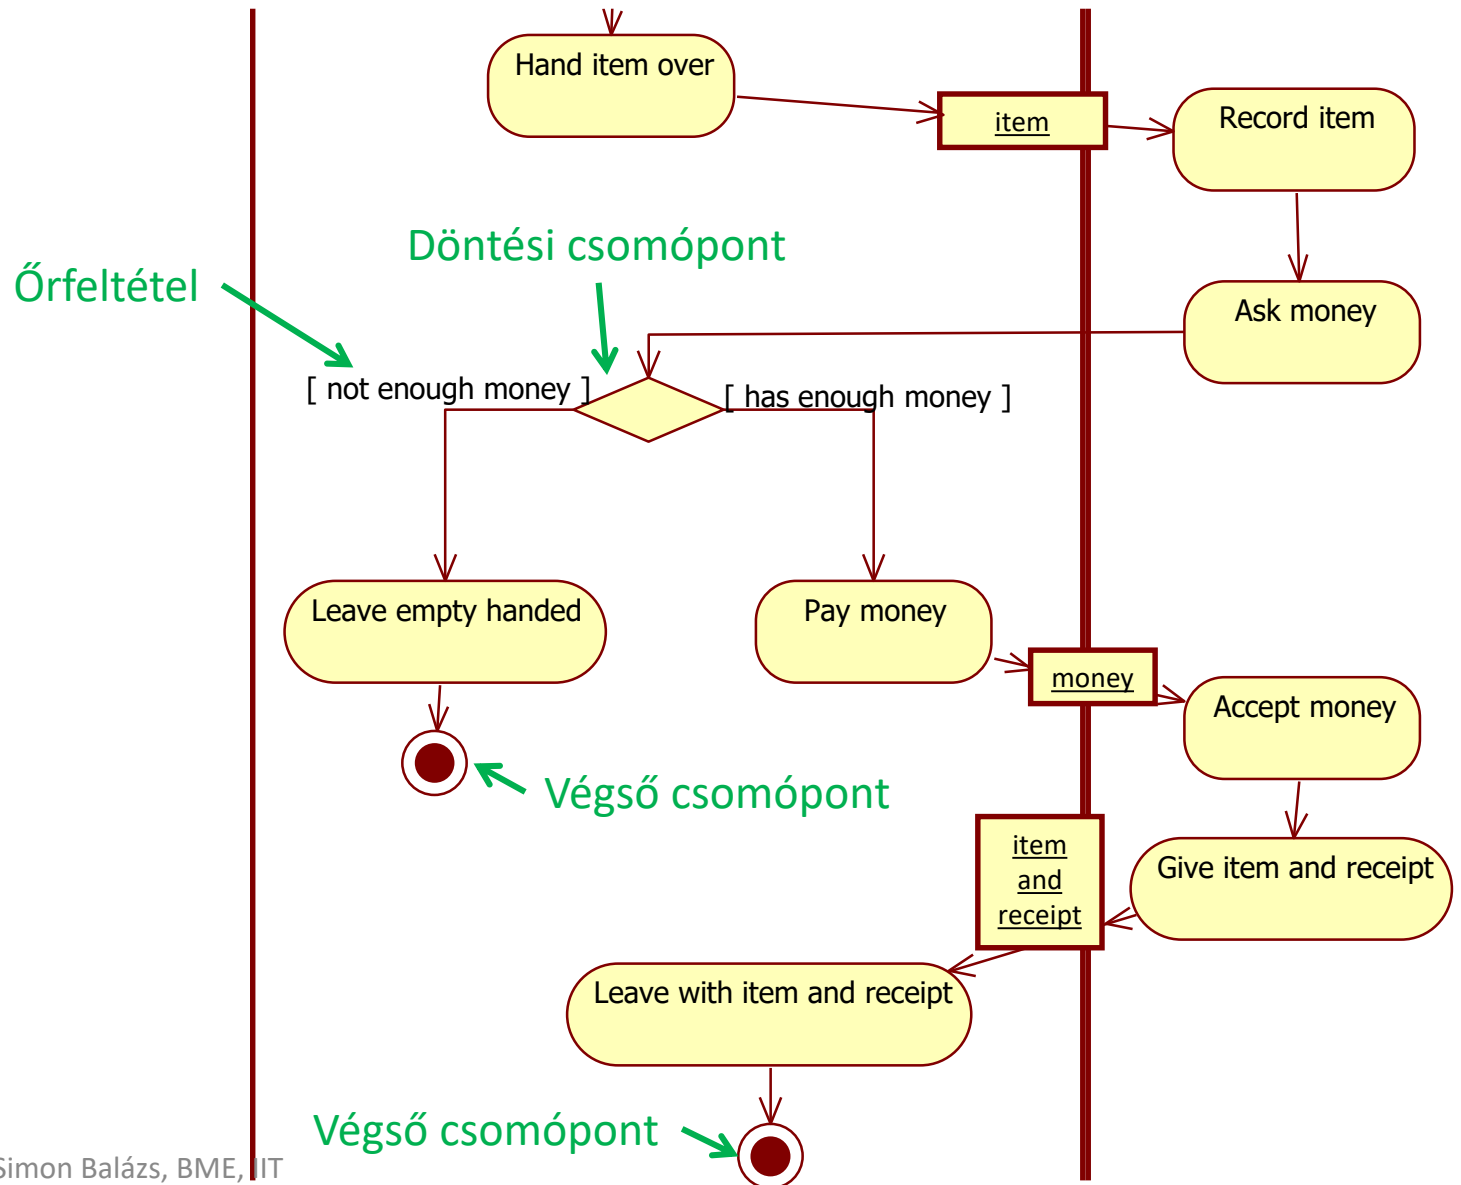 Hand item over
item
Record item
Döntési csomópont
Őrfeltétel
Ask money
[ not enough money ]
[ has enough money ]
Leave empty handed
Pay money
money
Accept money
Végső csomópont
item
and
receipt
Give item and receipt
Leave with item and receipt
Végső csomópont
Simon Balázs, BME, IIT